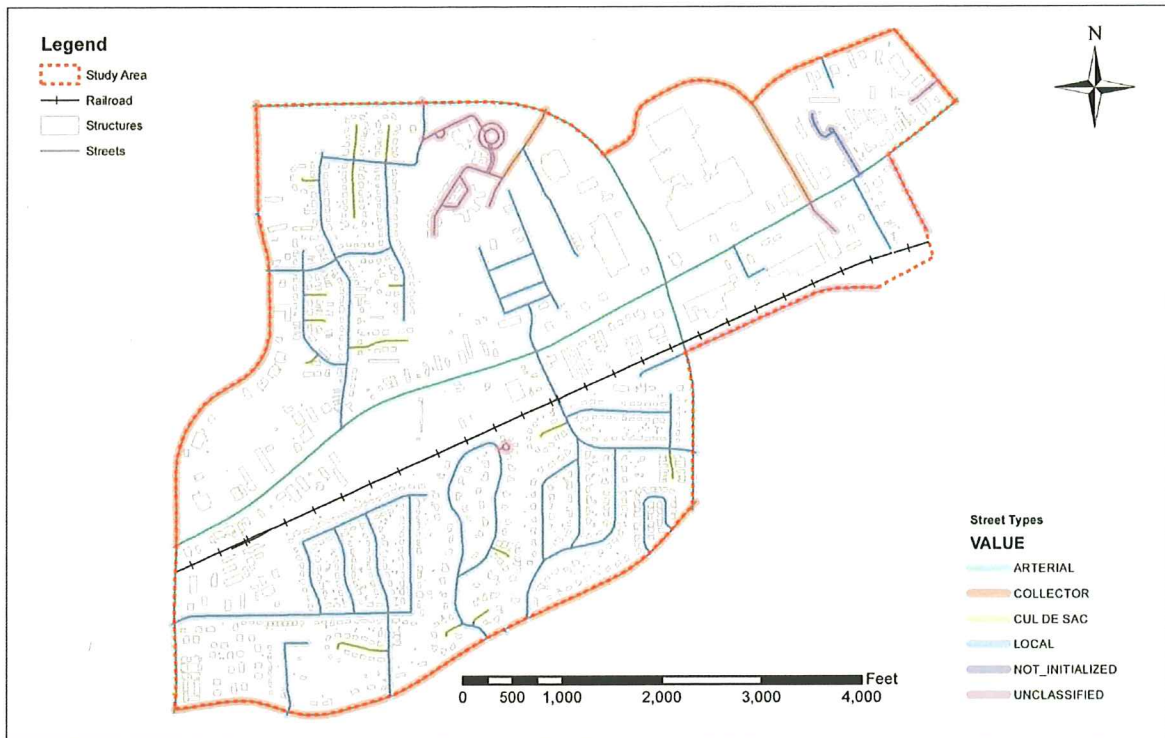 Legend
Study Area
Railroad
Structures
Streets
N
Feet
0 500 1,000 2,000 3,000 4,000
Street Types
VALUE
ARTERIAL
COLLECTOR
CUL DE SAC
LOCAL
NOT_INITIALIZED
UNCLASSIFIED